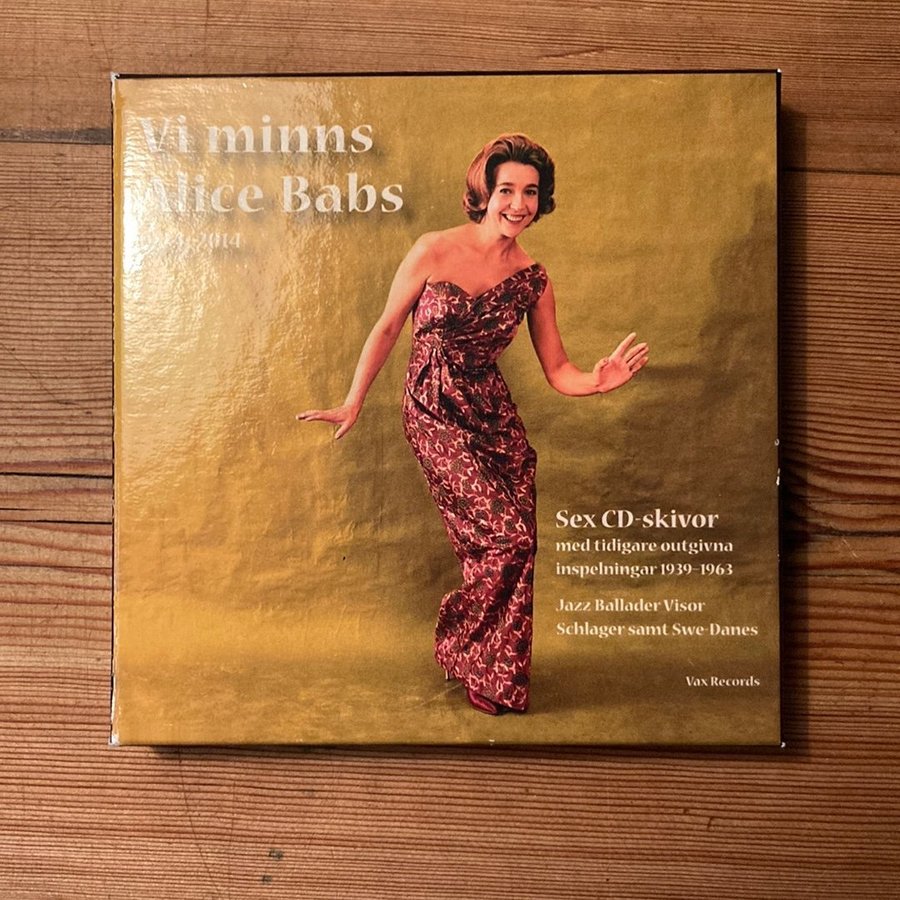 Vi minns
Alice Babs
-2014
Sex CD-skivor
med tidigare outgivna
inspelningar 1939–1963
Jazz Ballader Visor
Schlager samt Swe-Danes
Vax Records